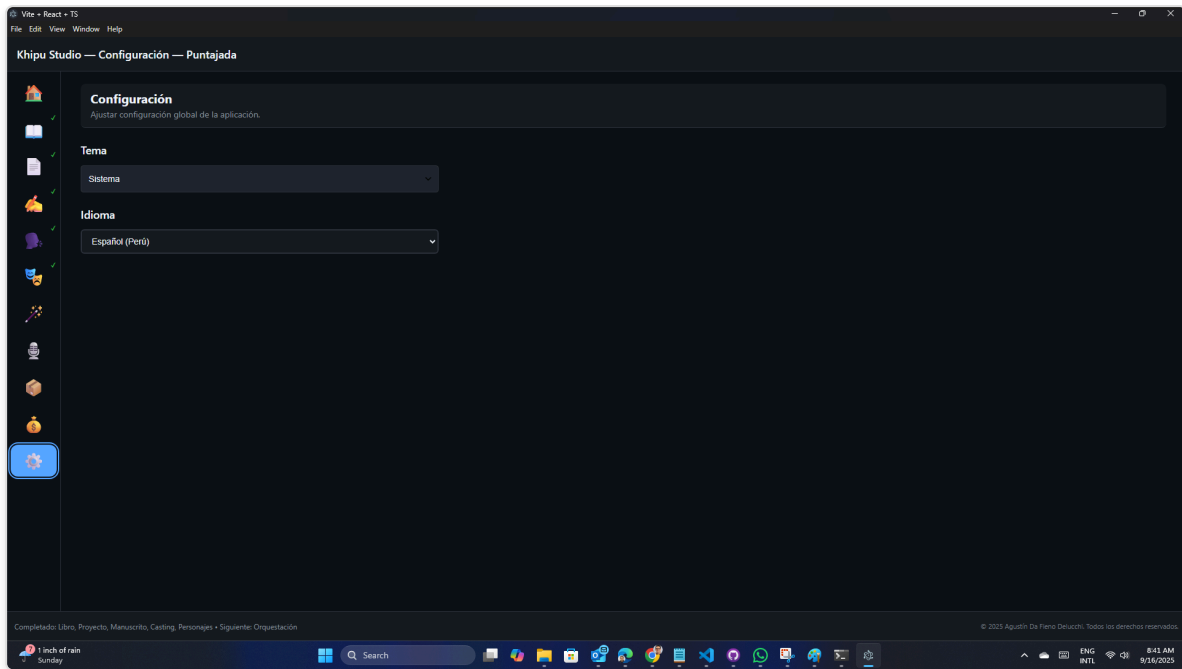 Vite + React + TS
File Edit View Window Help
Khipu Studio — Configuración — Puntajada
Configuración
Ajustar configuración global de la aplicación.
Tema
Sistema
Idioma
Español (Perú)
Completado: Libro, Proyecto, Manuscrito, Casting, Personajes • Siguiente: Orquestación
© 2025 Agustín Da Fieno Delucchi. Todos los derechos reservados.
7
1 inch of rain
Sunday
Search
ENG
INTL
8:41 AM
9/16/2025